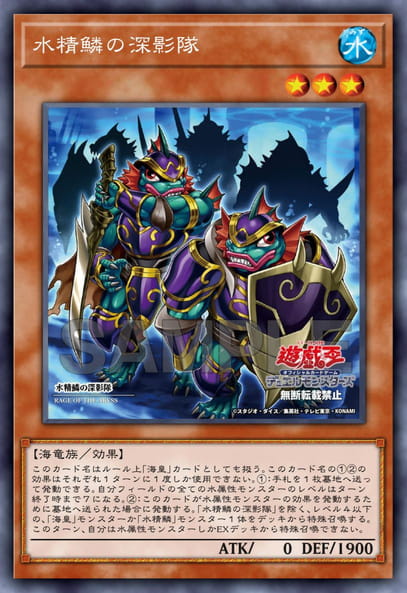 水精鱗の深影隊
水
SAMPLE
遊戯王
オフィシャルカードゲーム
デュエルモンスターズ
無断転載禁止
水精鱗の深影隊
RAGE OF THE ABYSS
©スタジオ・ダイス/集英社・テレビ東京・KONAMI
【海竜族/効果】
このカード名はルール上「海皇」カードとしても扱う。このカード名の①②の
効果はそれぞれ1ターンに1度しか使用できない。①:手札を1枚墓地へ送っ
て発動できる。自分フィールドの全ての水属性モンスターのレベルはターン
終了時まで7になる。②:このカードが水属性モンスターの効果を発動するため
に墓地へ送られた場合に発動する。「水精鱗の深影隊」を除く、レベル4以下
の、「海皇」モンスターか「水精鱗」モンスター1体をデッキから特殊召喚する。
このターン、自分は水属性モンスターしかEXデッキから特殊召喚できない。
ATK/ 0 DEF/1900